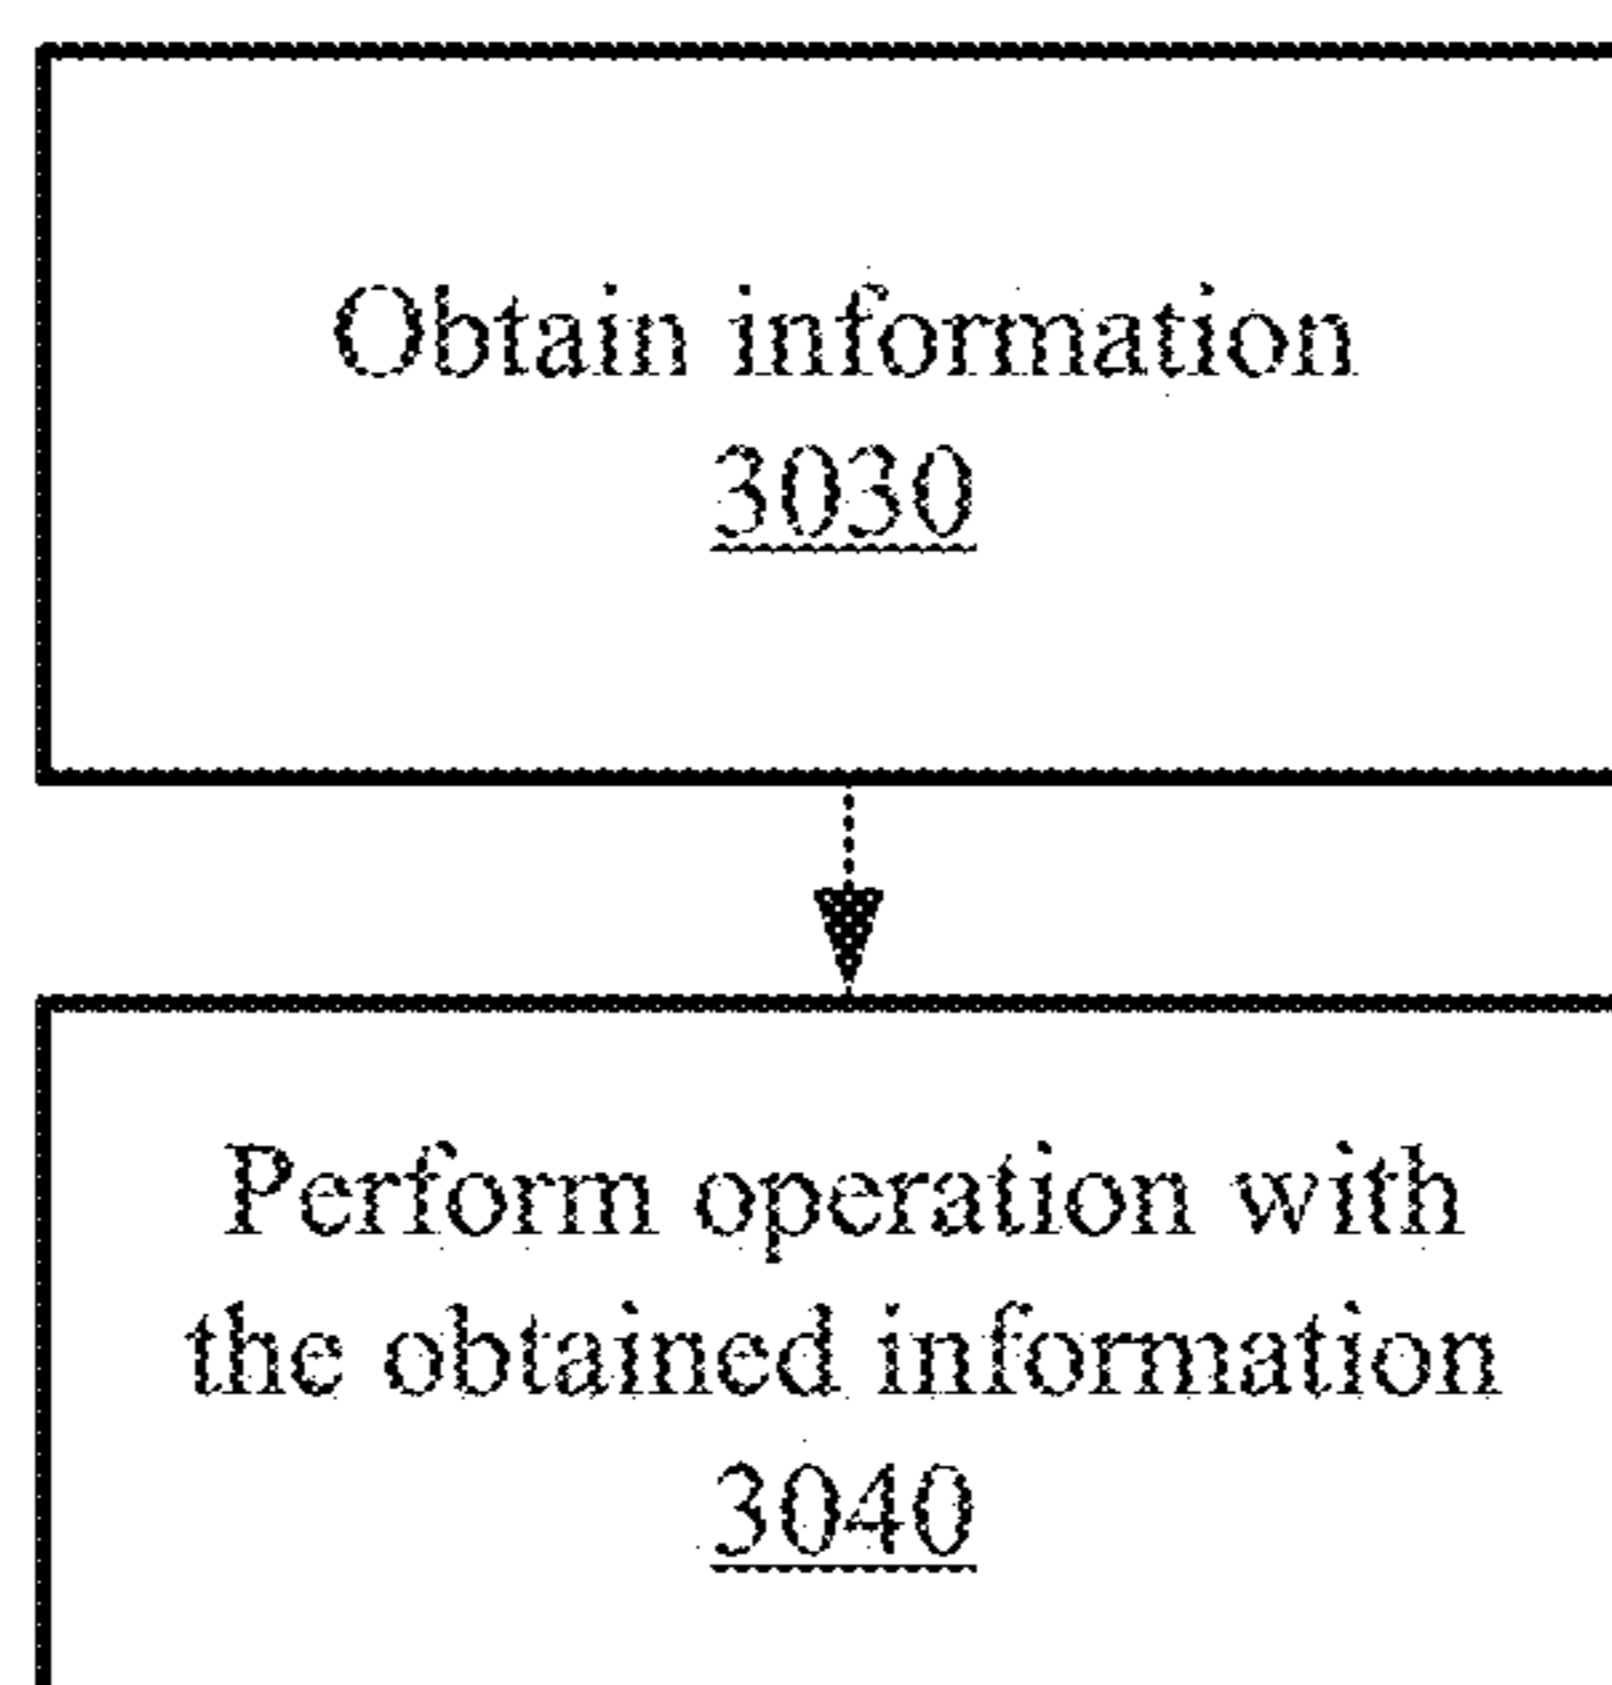 Obtain information
3030
Perform operation with
the obtained information
3040